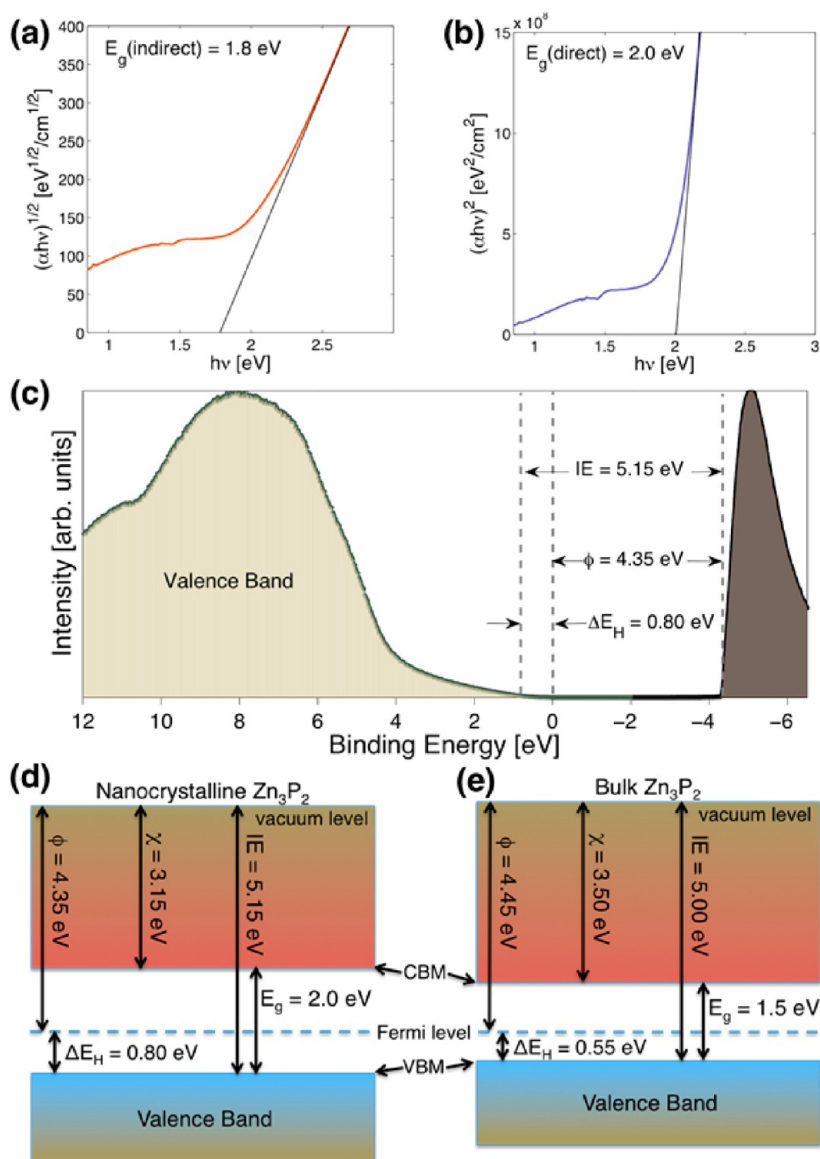 (a)
E_g(indirect) = 1.8 eV
(αhν)^1/2 [eV^1/2/cm^1/2]
400
350
300
250
200
150
100
50
0
1 1.5 2 2.5
hν [eV]
(b)
15 x 10^8
E_g(direct) = 2.0 eV
(αhν)^2 [eV^2/cm^2]
10
5
0
1 1.5 2 2.5 3
hν [eV]
(c)
Intensity [arb. units]
IE = 5.15 eV
Valence Band
ϕ = 4.35 eV
ΔE_H = 0.80 eV
12 10 8 6 4 2 0 −2 −4 −6
Binding Energy [eV]
(d)
Nanocrystalline Zn₃P₂
vacuum level
ϕ = 4.35 eV
χ = 3.15 eV
IE = 5.15 eV
E_g = 2.0 eV
ΔE_H = 0.80 eV
Valence Band
CBM
Fermi level
VBM
(e)
Bulk Zn₃P₂
vacuum level
ϕ = 4.45 eV
χ = 3.50 eV
IE = 5.00 eV
E_g = 1.5 eV
ΔE_H = 0.55 eV
Valence Band